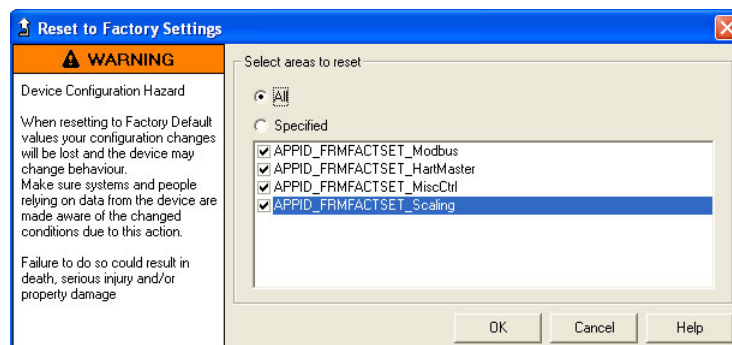 Reset to Factory Settings
WARNING
Device Configuration Hazard
When resetting to Factory Default
values your configuration changes
will be lost and the device may
change behaviour.
Make sure systems and people
relying on data from the device are
made aware of the changed
conditions due to this action.
Failure to do so could result in
death, serious injury and/or
property damage
Select areas to reset
All
Specified
APPID_FRMFACTSET_Modbus
APPID_FRMFACTSET_HartMaster
APPID_FRMFACTSET_MiscCtrl
APPID_FRMFACTSET_Scaling
OK
Cancel
Help